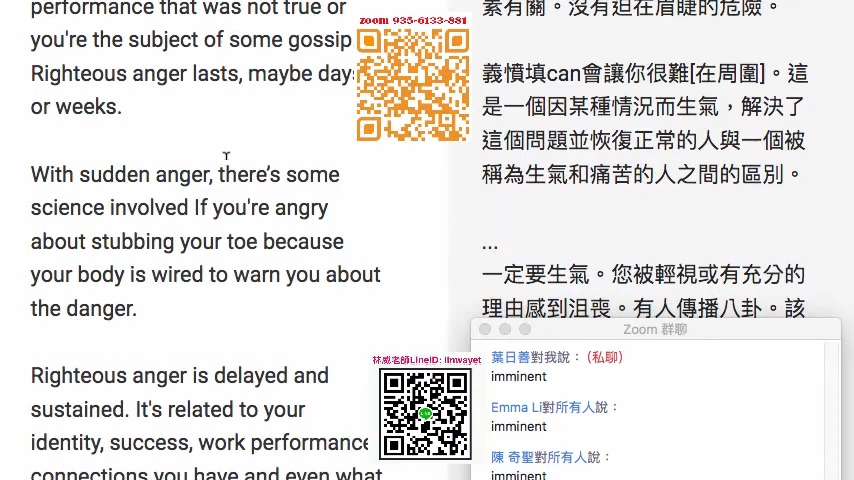 performance that was not true or
you're the subject of some gossip
Righteous anger lasts, maybe days
or weeks.
With sudden anger, there's some
science involved If you're angry
about stubbing your toe because
your body is wired to warn you about
the danger.
Righteous anger is delayed and
sustained. It's related to your
identity, success, work performance
connections you have and even what
zoom 935-6133-881
素有關。沒有迫在眉睫的危險。
義憤填can會讓你很難[在周圍]。這
是一個因某種情況而生氣，解決了
這個問題並恢復正常的人與一個被
稱為生氣和痛苦的人之間的區別。
...
一定要生氣。您被輕視或有充分的
理由感到沮喪。有人傳播八卦。該
林威老師LineID: linwayet
Zoom 群聊
葉日善對我說： (私聊)
imminent
Emma Li對所有人說：
imminent
陳 奇聖對所有人說：
imminent